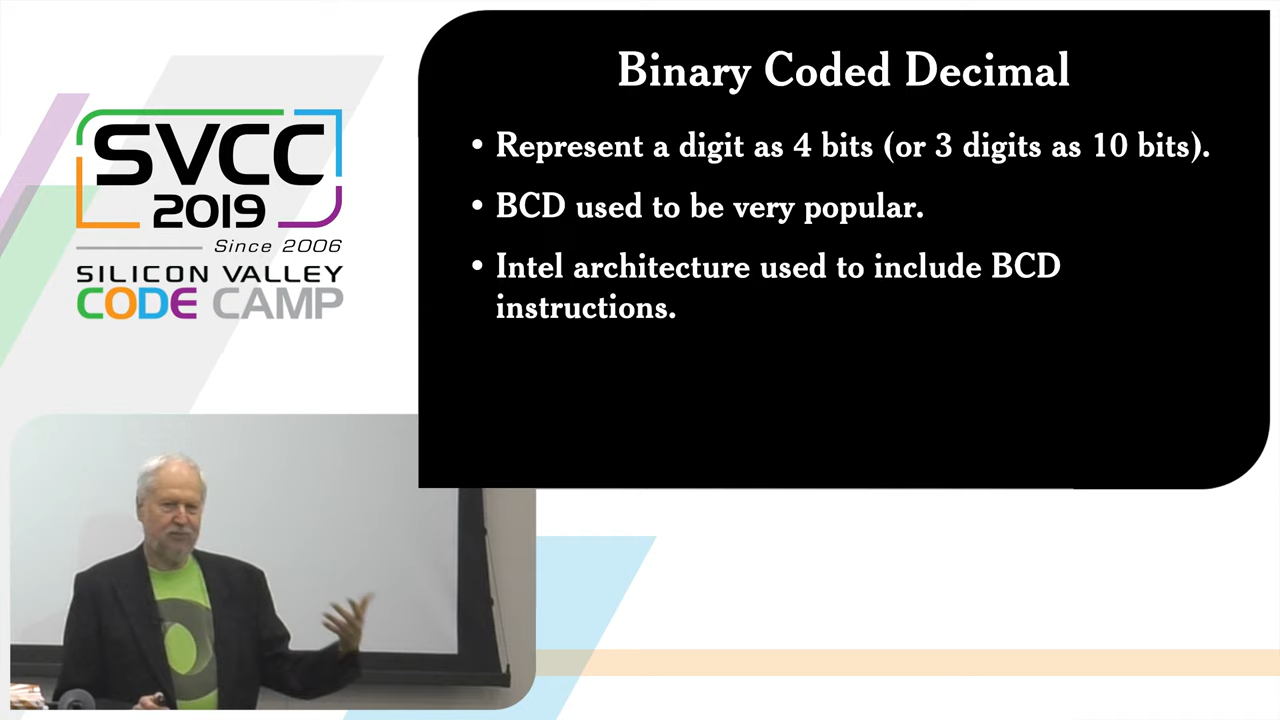 SVCC
2019
Since 2006
SILICON VALLEY
CODE CAMP
Binary Coded Decimal
• Represent a digit as 4 bits (or 3 digits as 10 bits).
• BCD used to be very popular.
• Intel architecture used to include BCD
instructions.